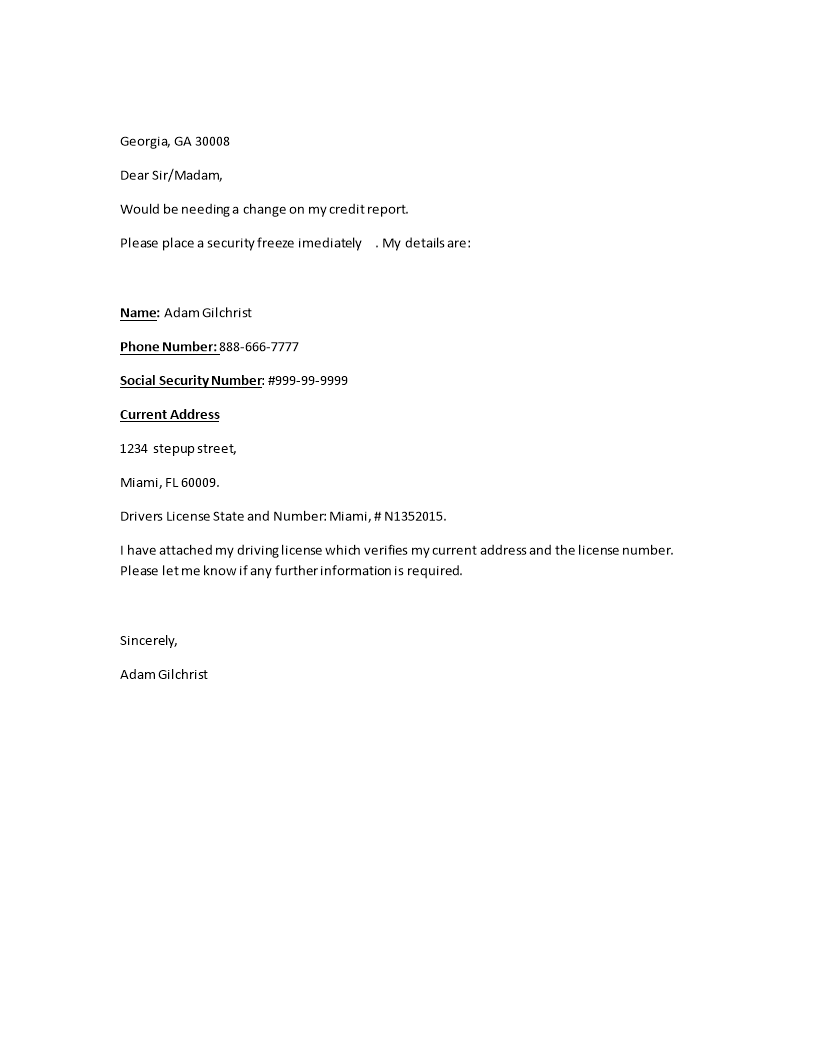 Georgia, GA 30008
Dear Sir/Madam,
Would be needing a change on my credit report.
Please place a security freeze imediately . My details are:
Name: Adam Gilchrist
Phone Number: 888-666-7777
Social Security Number: #999-99-9999
Current Address
1234 stepup street,
Miami, FL 60009.
Drivers License State and Number: Miami, # N1352015.
I have attached my driving license which verifies my current address and the license number.
Please let me know if any further information is required.
Sincerely,
Adam Gilchrist